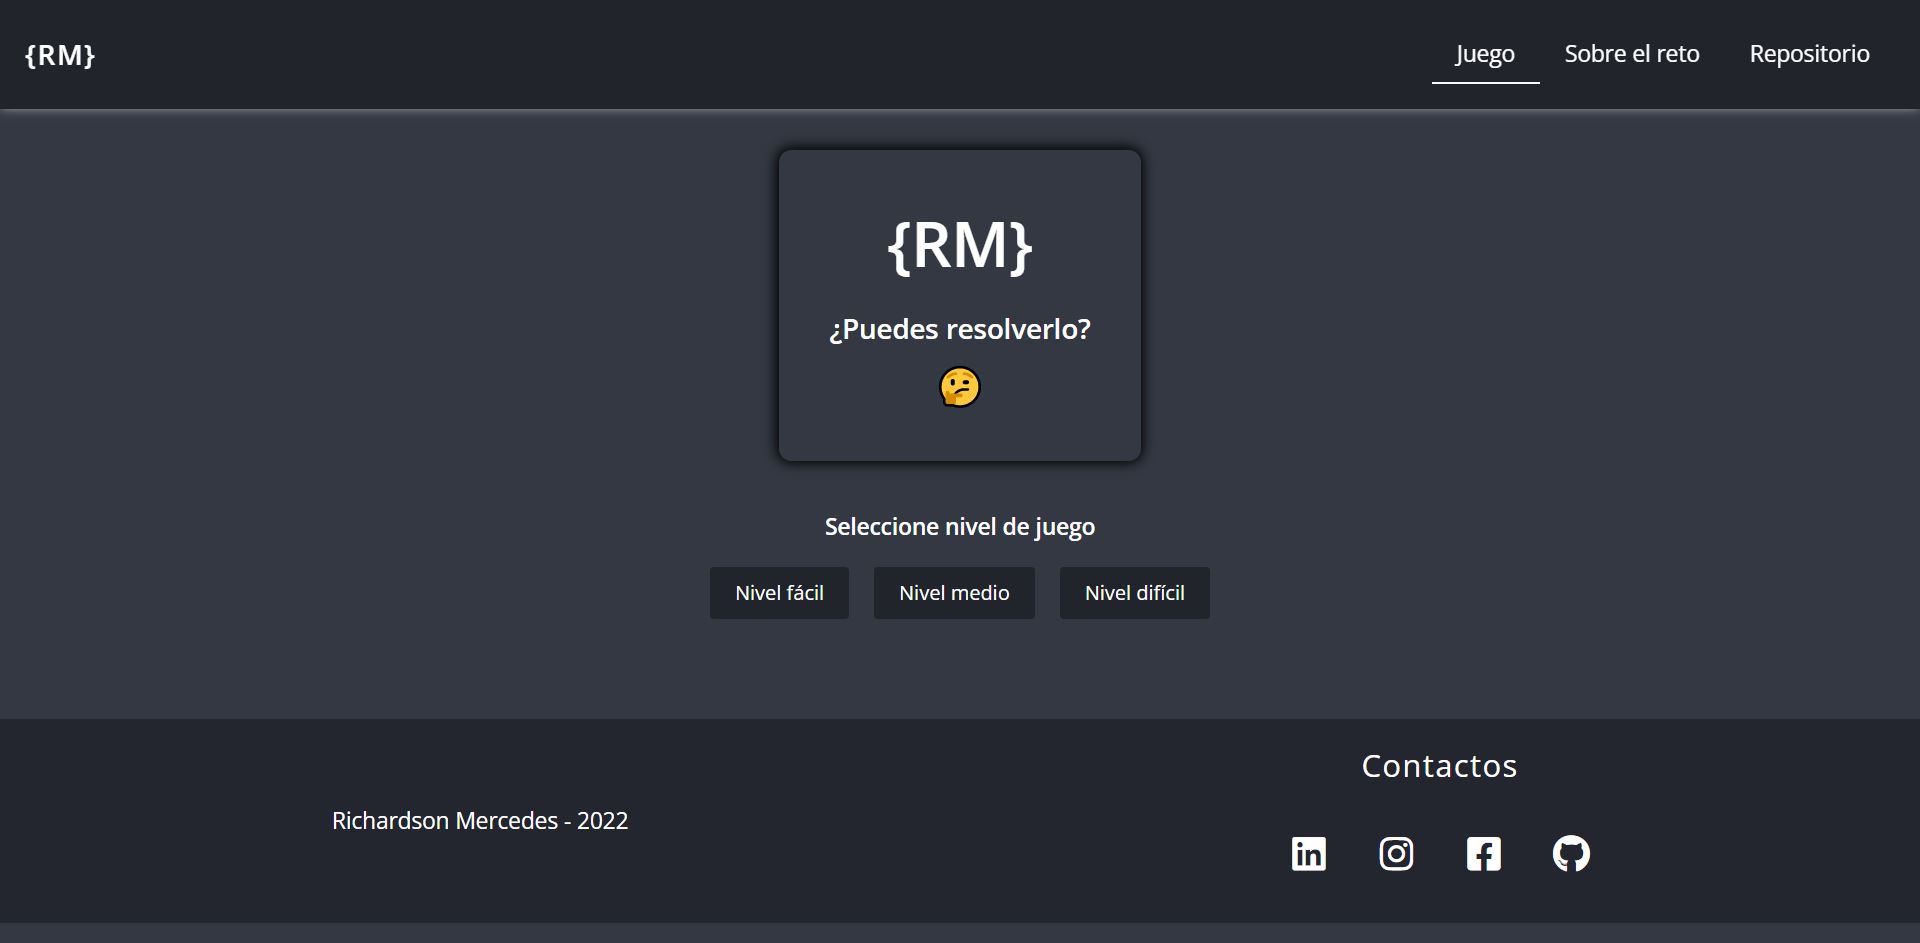 {RM}
Juego
Sobre el reto
Repositorio
{RM}
¿Puedes resolverlo?
🤔
Seleccione nivel de juego
Nivel fácil
Nivel medio
Nivel difícil
Richardson Mercedes - 2022
Contactos